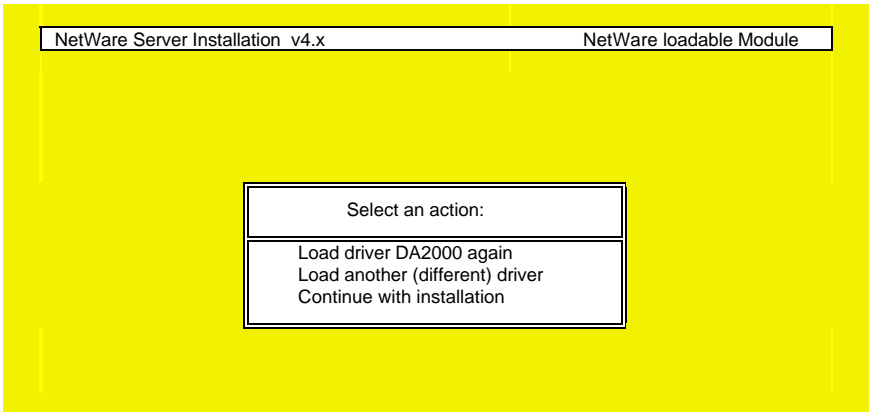 NetWare Server Installation v4.x NetWare loadable Module
Select an action:
Load driver DA2000 again
Load another (different) driver
Continue with installation